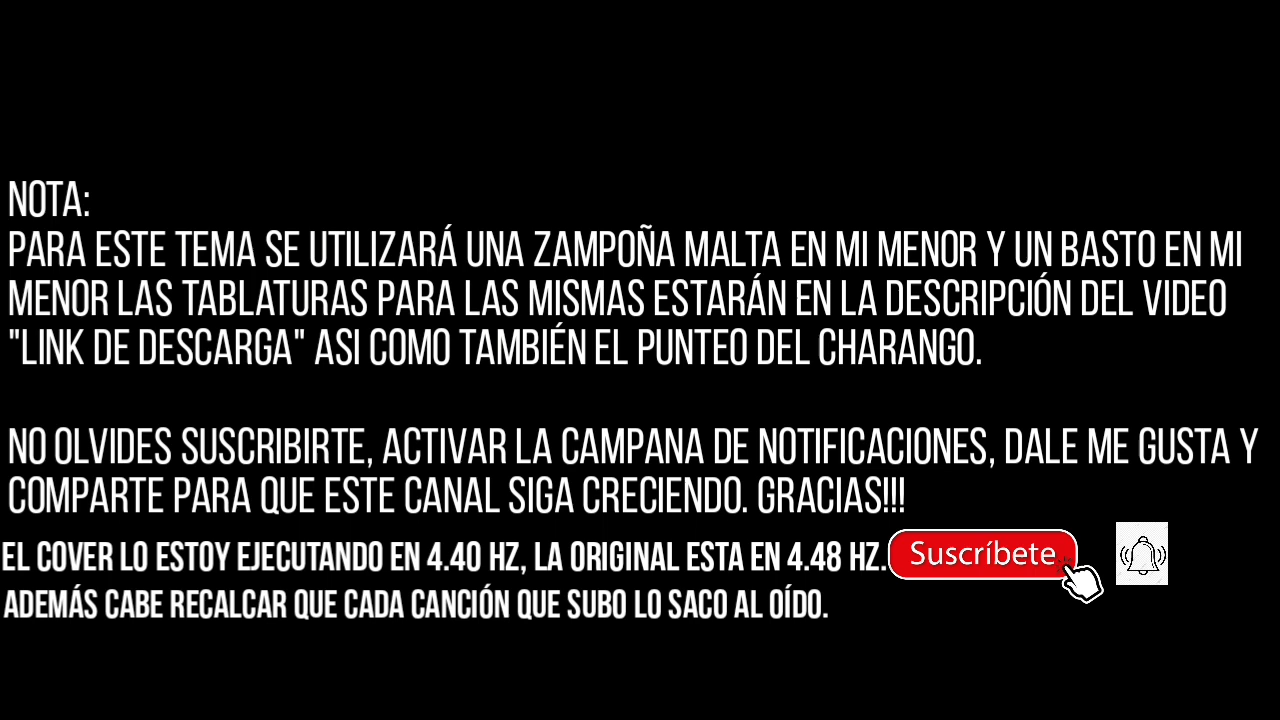 NOTA:
PARA ESTE TEMA SE UTILIZARÁ UNA ZAMPOÑA MALTA EN MI MENOR Y UN BASTO EN MI
MENOR LAS TABLATURAS PARA LAS MISMAS ESTARÁN EN LA DESCRIPCIÓN DEL VIDEO
"LINK DE DESCARGA" ASI COMO TAMBIÉN EL PUNTEO DEL CHARANGO.
NO OLVIDES SUSCRIBIRTE, ACTIVAR LA CAMPANA DE NOTIFICACIONES, DALE ME GUSTA Y
COMPARTE PARA QUE ESTE CANAL SIGA CRECIENDO. GRACIAS!!!
EL COVER LO ESTOY EJECUTANDO EN 4.40 HZ, LA ORIGINAL ESTA EN 4.48 HZ.
Suscríbete
ADEMÁS CABE RECALCAR QUE CADA CANCIÓN QUE SUBO LO SACO AL OÍDO.